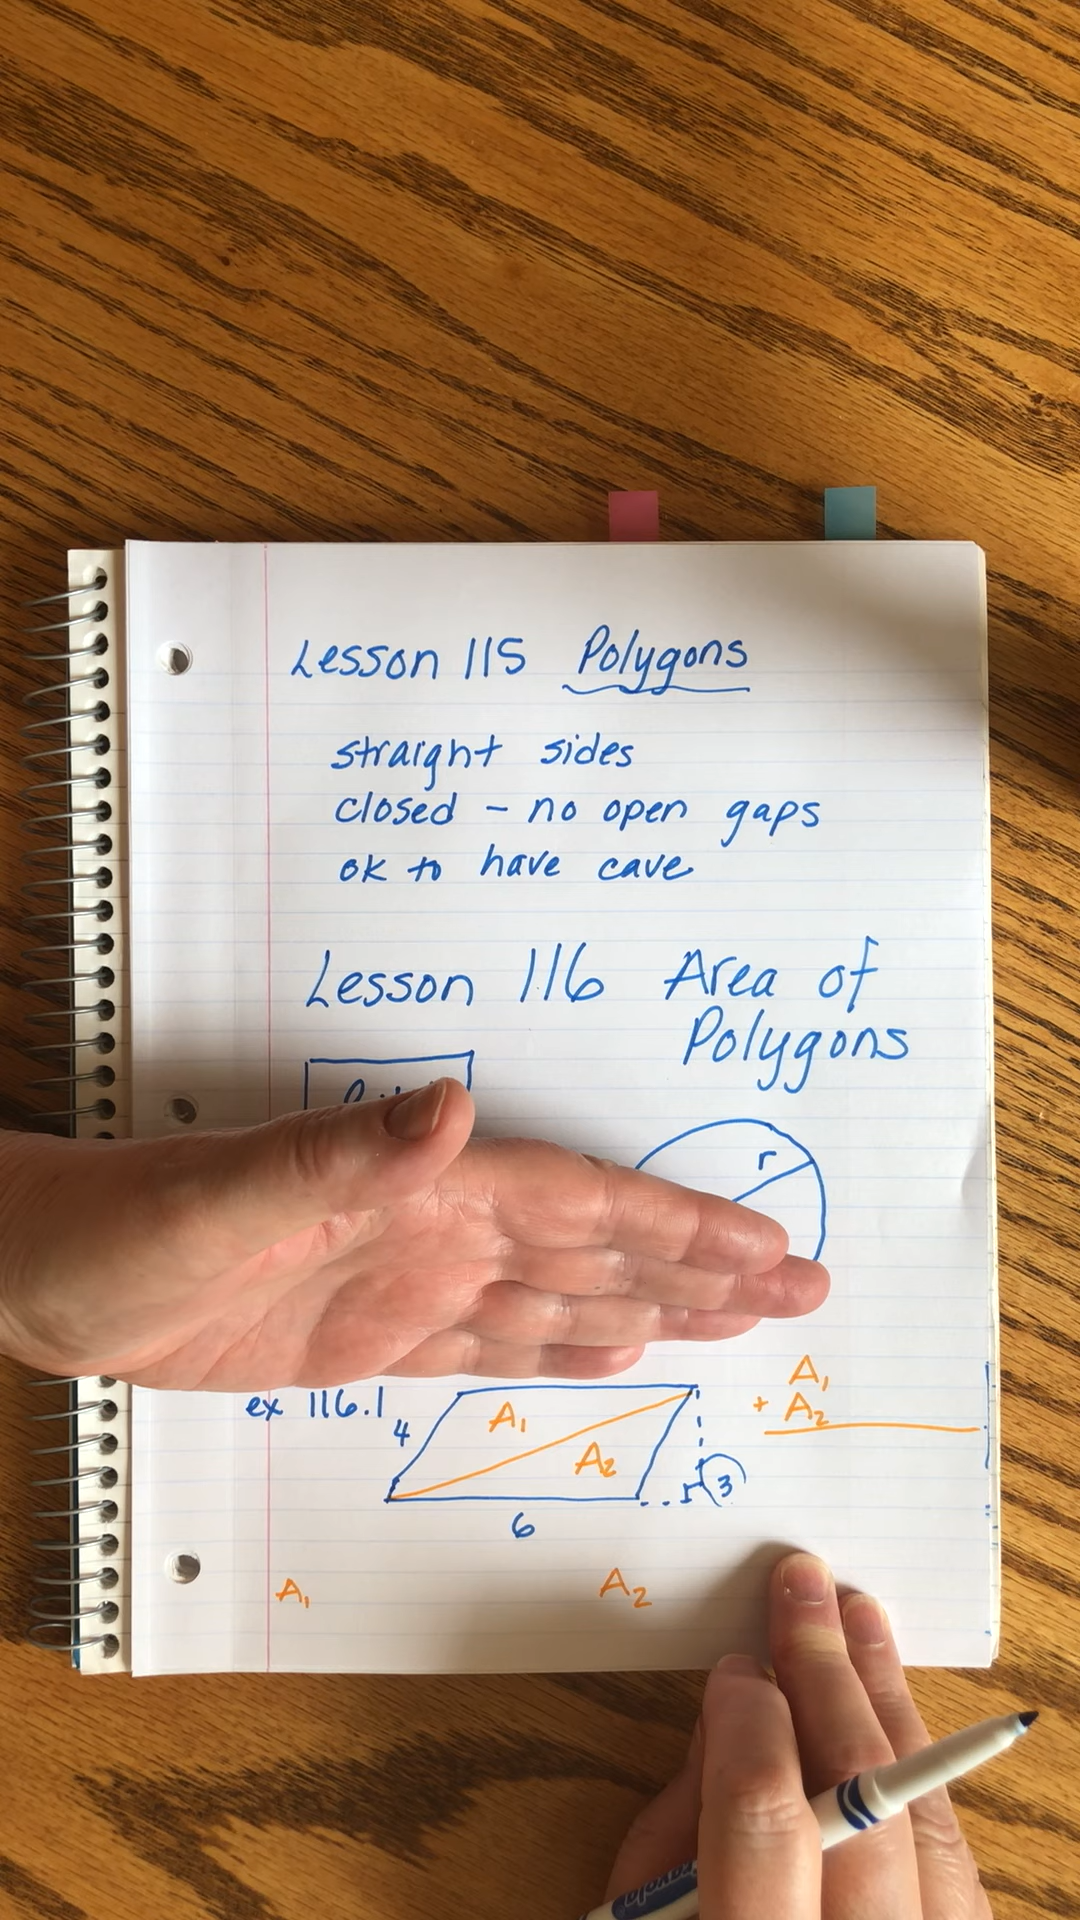 Lesson 115 Polygons
straight sides
closed - no open gaps
ok to have cave
Lesson 116 Area of
Polygons
r
ex 116.1
4
A₁
A₂
3
6
A₁
+ A₂
A₁
A₂